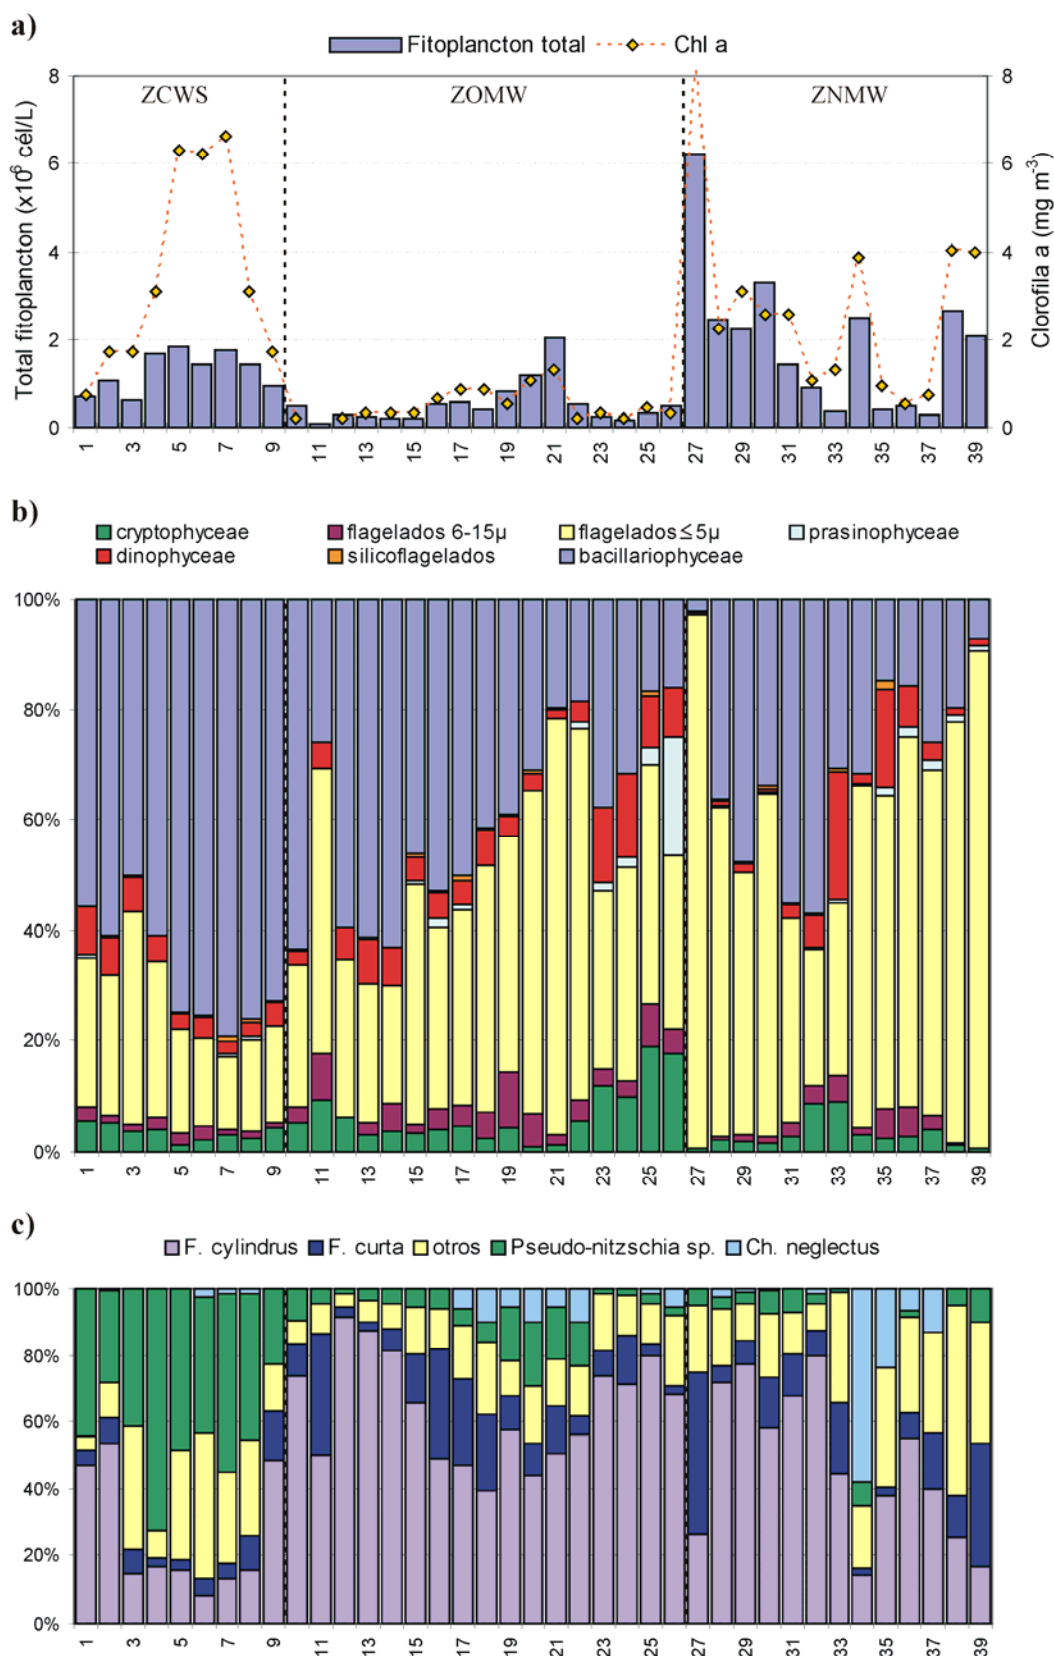 a)
Fitoplancton total Chl a
ZCWS ZOMW ZNMW
Total fitoplancton (x10⁶ cél/L)
8
6
4
2
0
Clorofila a (mg m⁻³)
8
6
4
2
0
1 3 5 7 9 11 13 15 17 19 21 23 25 27 29 31 33 35 37 39
b)
cryptophyceae flagelados 6-15µ flagelados≤5µ prasinophyceae
dinophyceae silicoflagelados bacillariophyceae
100%
80%
60%
40%
20%
0%
1 3 5 7 9 11 13 15 17 19 21 23 25 27 29 31 33 35 37 39
c)
F. cylindrus F. curta otros Pseudo-nitzschia sp. Ch. neglectus
100%
80%
60%
40%
20%
0%
1 3 5 7 9 11 13 15 17 19 21 23 25 27 29 31 33 35 37 39